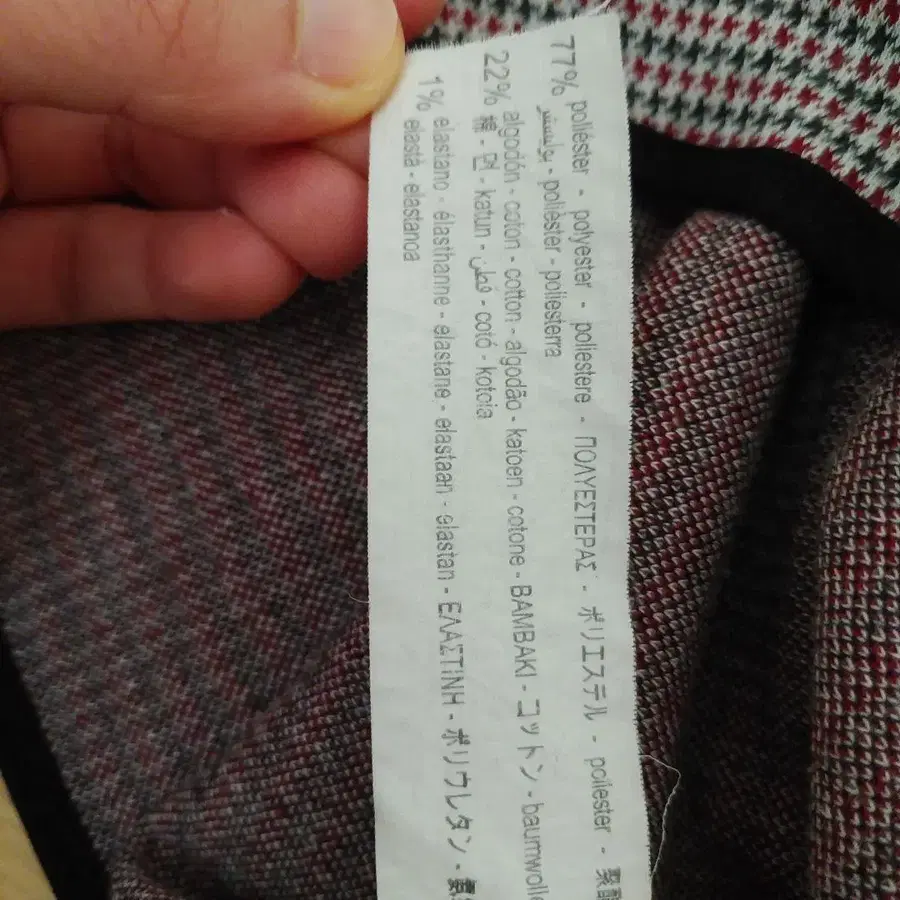 77% poliéster - polyester - poliestere - ΠΟΛΥΕΣΤΕΡΑΣ - ポリエステル - poliester -
بوليستر - polièster - poliesterra
22% algodón - coton - cotton - algodão - katoen - cotone - BAMBAKI - コットン - baumwolle
棉 - 면 - katun - قطن - cotó - kotoia
1% elastano - élasthanne - elastane - elastaan - elastan - ΕΛΑΣΤΙΝΗ - ポリウレタン -
elastà - elastanoa